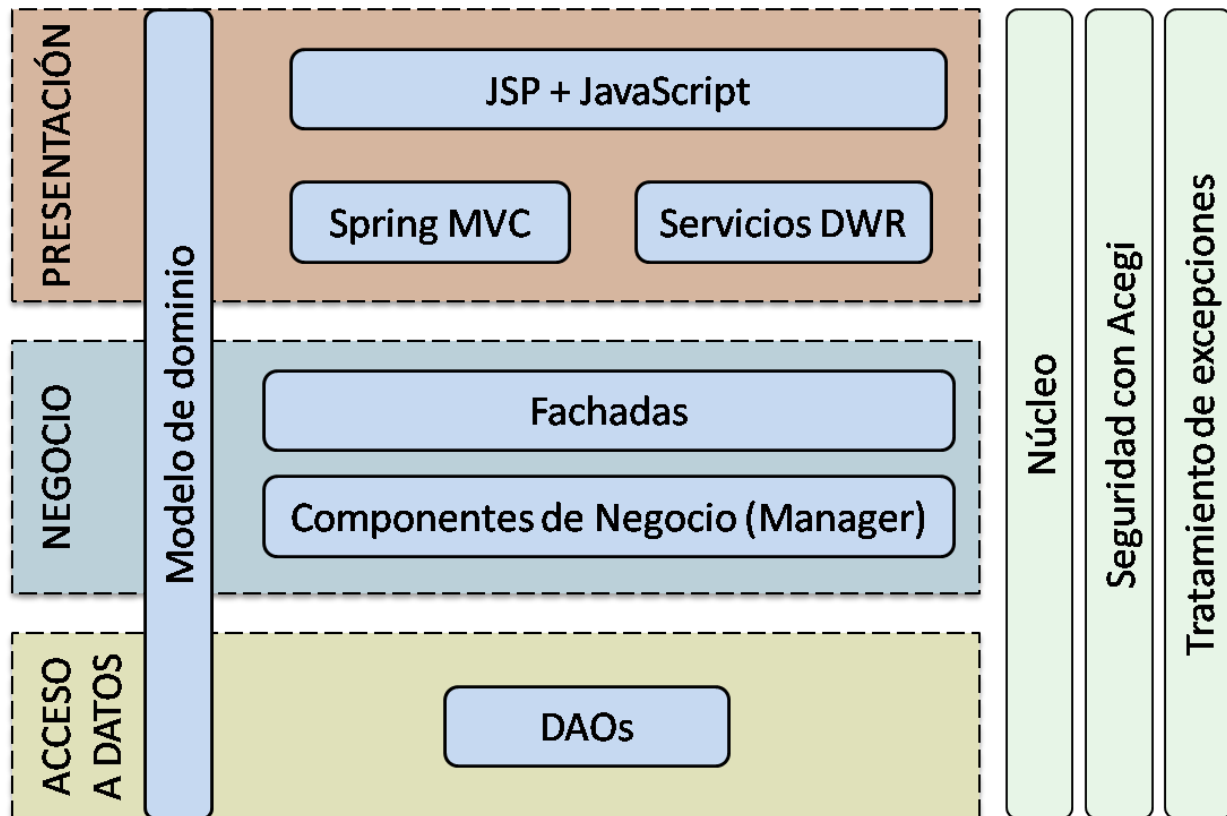 PRESENTACIÓN
JSP + JavaScript
Spring MVC
Servicios DWR
NEGOCIO
Fachadas
Componentes de Negocio (Manager)
ACCESO
A DATOS
DAOs
Modelo de dominio
Núcleo
Seguridad con Acegi
Tratamiento de excepciones